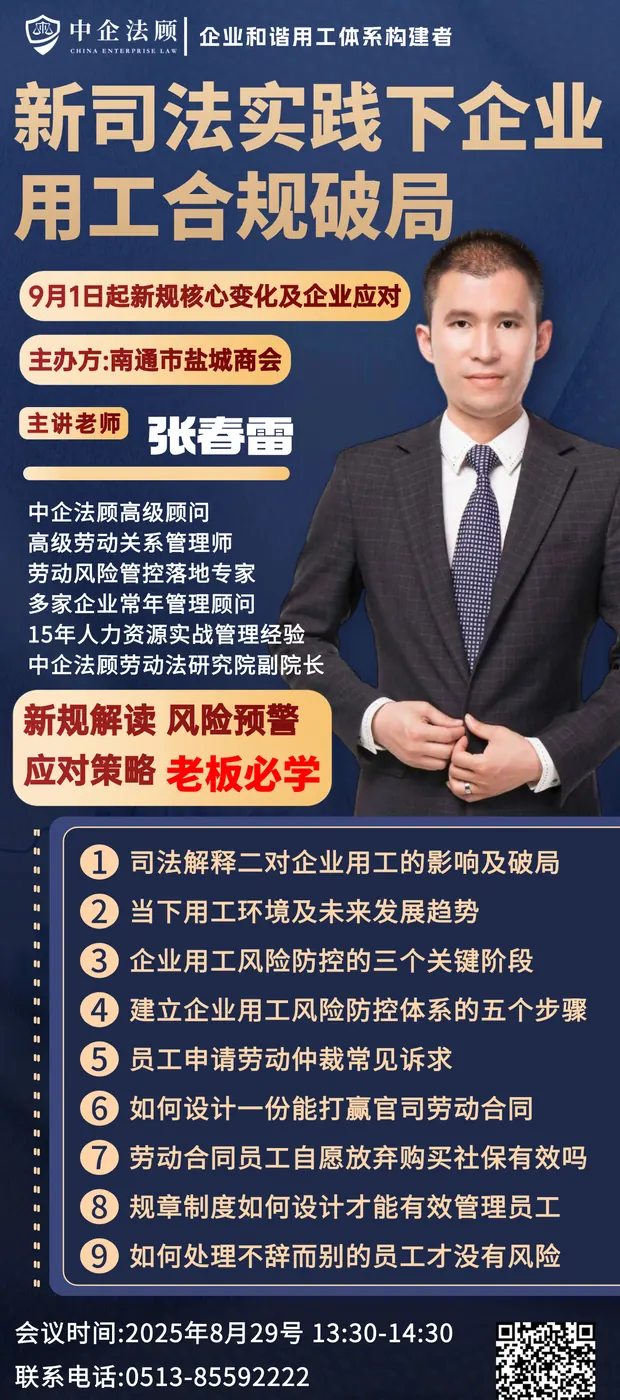 中企法顾
CHINA ENTERPRISE LAW
企业和谐用工体系构建者
新司法实践下企业
用工合规破局
9月1日起新规核心变化及企业应对
主办方:南通市盐城商会
主讲老师
张春雷
中企法顾高级顾问
高级劳动关系管理师
劳动风险管控落地专家
多家企业常年管理顾问
15年人力资源实战管理经验
中企法顾劳动法研究院副院长
新规解读 风险预警
应对策略 老板必学
1 司法解释二对企业用工的影响及破局
2 当下用工环境及未来发展趋势
3 企业用工风险防控的三个关键阶段
4 建立企业用工风险防控体系的五个步骤
5 员工申请劳动仲裁常见诉求
6 如何设计一份能打赢官司劳动合同
7 劳动合同员工自愿放弃购买社保有效吗
8 规章制度如何设计才能有效管理员工
9 如何处理不辞而别的员工才没有风险
会议时间:2025年8月29号 13:30-14:30
联系电话:0513-85592222